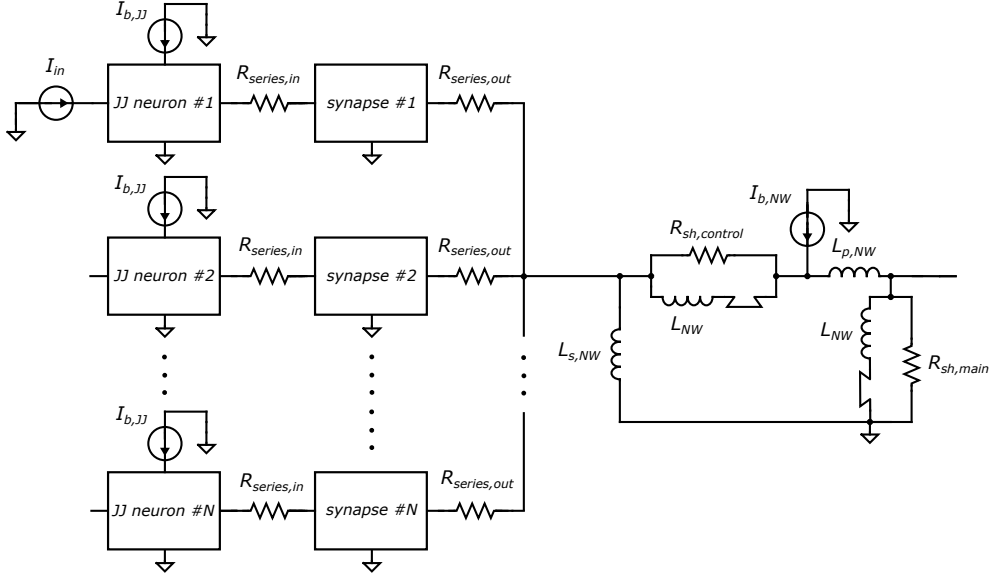 I_b,JJ
I_in
R_series,in
R_series,out
JJ neuron #1
synapse #1
I_b,JJ
R_series,in
R_series,out
JJ neuron #2
synapse #2
I_b,NW
R_sh,control
L_p,NW
L_NW
L_NW
L_s,NW
R_sh,main
I_b,JJ
R_series,in
R_series,out
JJ neuron #N
synapse #N